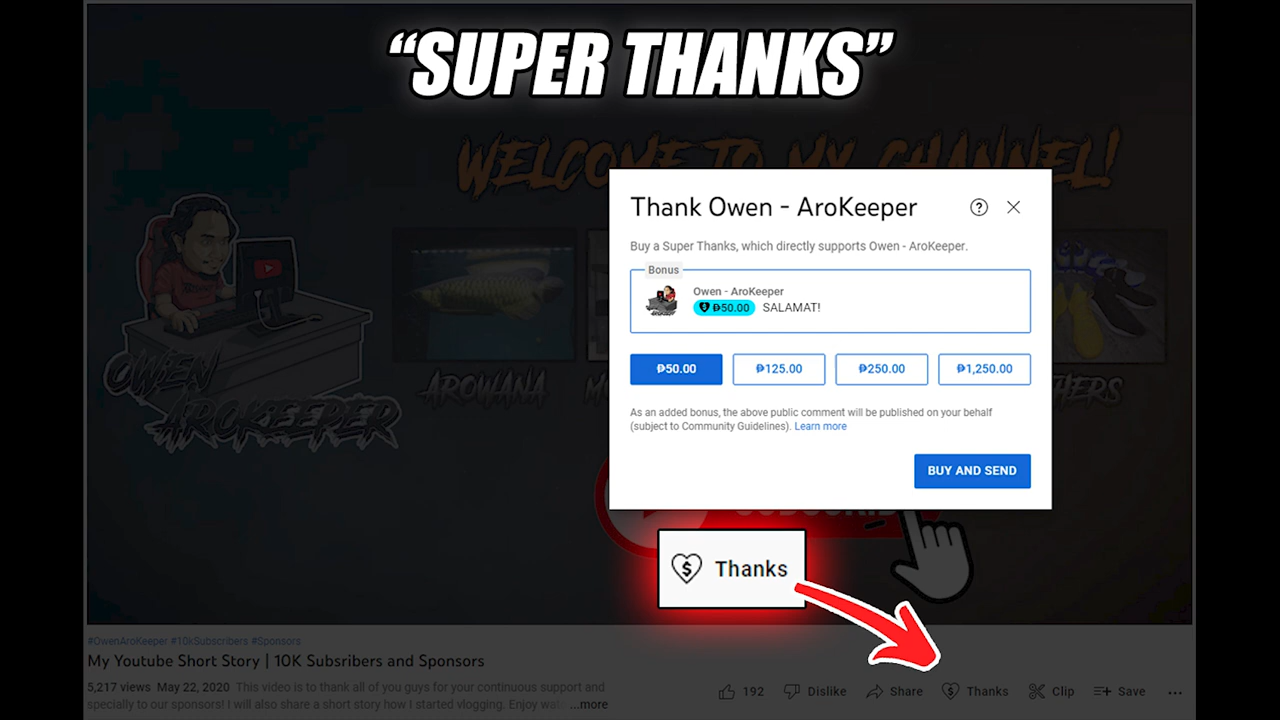 “SUPER THANKS”
WELCOME TO MY CHANNEL!
Thank Owen - AroKeeper
Buy a Super Thanks, which directly supports Owen - AroKeeper.
Bonus
Owen - AroKeeper
₱50.00 SALAMAT!
₱50.00 ₱125.00 ₱250.00 ₱1,250.00
As an added bonus, the above public comment will be published on your behalf
(subject to Community Guidelines). Learn more
BUY AND SEND
OWEN
AROKEEPER
AROWANA
Thanks
#OwenAroKeeper #10kSubscribers #Sponsors
My Youtube Short Story | 10K Subsribers and Sponsors
5,217 views May 22, 2020 This video is to thank all of you guys for your continuous support and
specially to our sponsors! I will also share a short story how I started vlogging. Enjoy ...more
192 Dislike Share Thanks Clip Save